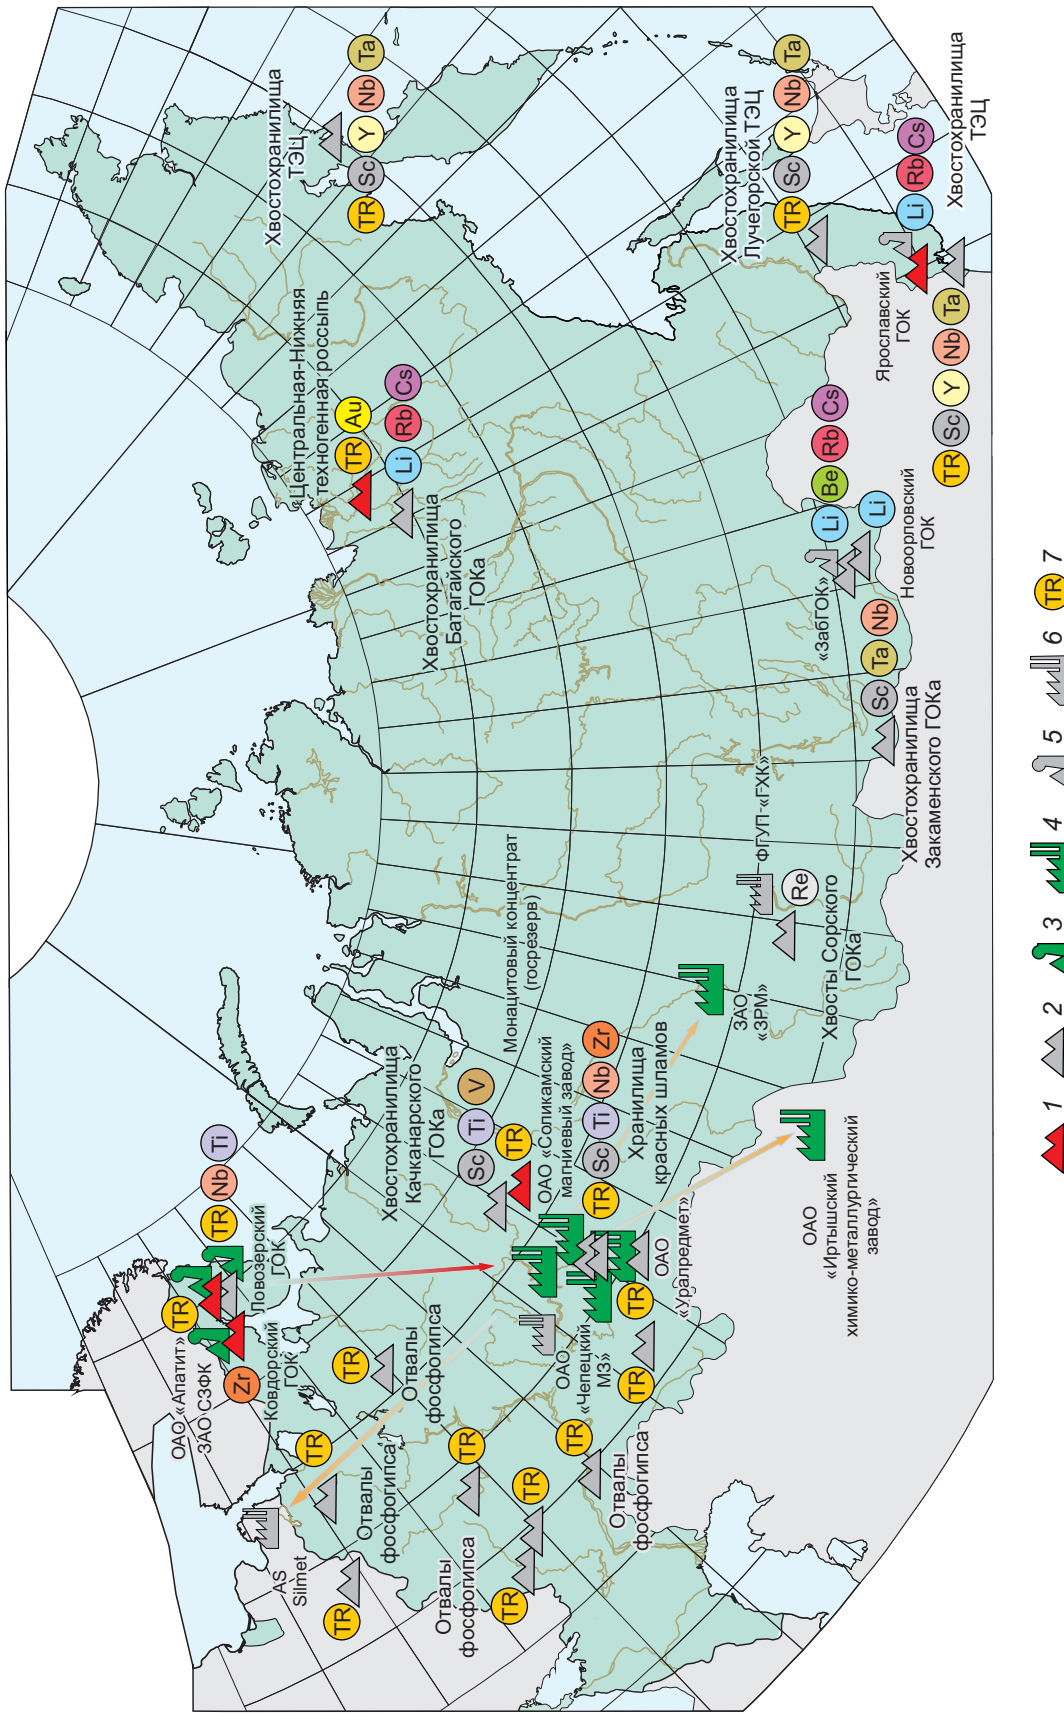 Хвостохранилища
ТЭЦ
TR Sc Y Nb Ta
«Центральная-Нижняя
техногенная россыпь
TR Au
Li Rb Cs
Хвостохранилища
Батагайского
ГОКа
Хвостохранилища
Лучегорской ТЭЦ
TR Sc Y Nb Ta
Li Rb Cs
Хвостохранилища
ТЭЦ
Ярославский
ГОК
TR Sc Y Nb Ta
Li Be Rb Cs
Li
«ЗабГОК»
Новоорловский
ГОК
Sc Ta Nb
Хвостохранилища
Закаменского ГОКа
ФГУП «ГХК»
Re
Хвосты Сорского
ГОКа
ЗАО
«ЗРМ»
Монацитовый концентрат
(госрезерв)
Хвостохранилища
Качканарского
ГОКа
Sc Ti V
TR
ОАО «Соликамский
магниевый завод»
TR Sc Ti Nb Zr
Хранилища
красных шламов
ОАО
«Уралредмет»
TR
ОАО
«Иртышский
химико-металлургический
завод»
ОАО
«Чепецкий
МЗ»
TR
TR Nb Ti
Ловозерский
ГОК
TR
ОАО «Апатит»
ЗАО СЗФК
Zr
Ковдорский
ГОК
TR
Отвалы
фосфогипса
TR
Отвалы
фосфогипса
AS
Silmet
TR
TR
Отвалы
фосфогипса
TR
TR
TR
Отвалы
фосфогипса
1 2 3 4 5 6 TR 7